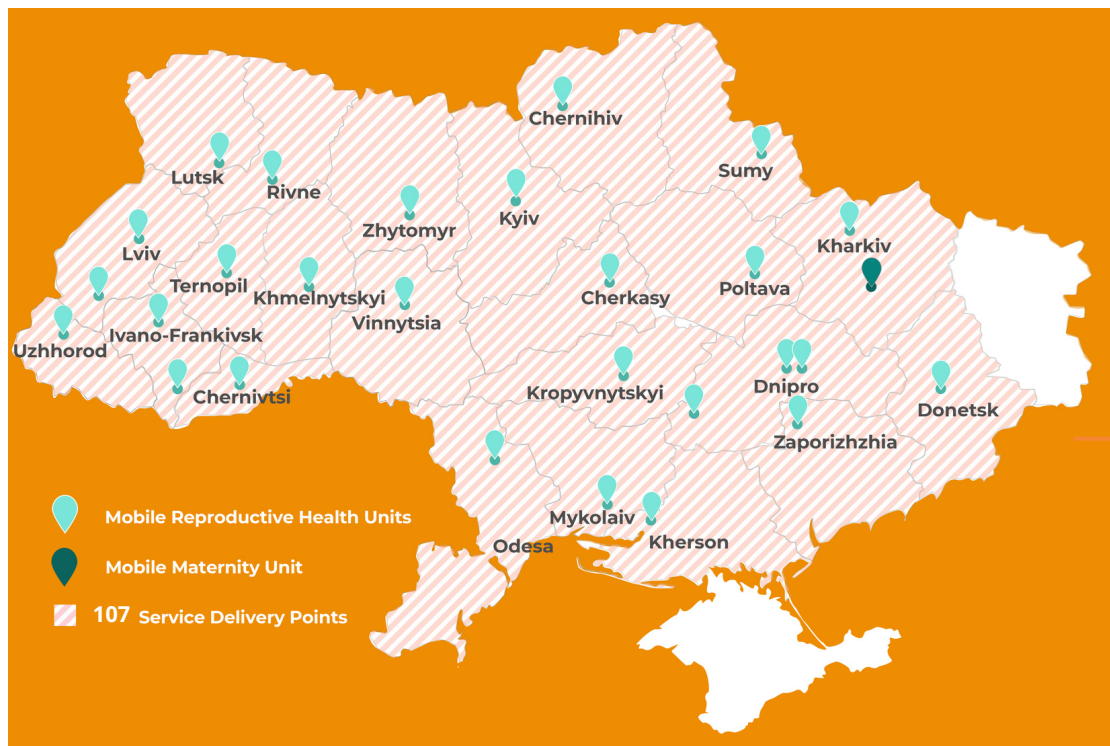 Chernihiv
Sumy
Lutsk
Rivne
Kyiv
Zhytomyr
Kharkiv
Lviv
Ternopil
Khmelnytskyi
Cherkasy
Poltava
Vinnytsia
Ivano-Frankivsk
Uzhhorod
Chernivtsi
Kropyvnytskyi
Dnipro
Donetsk
Zaporizhzhia
Mykolaiv
Kherson
Odesa
Mobile Reproductive Health Units
Mobile Maternity Unit
107 Service Delivery Points